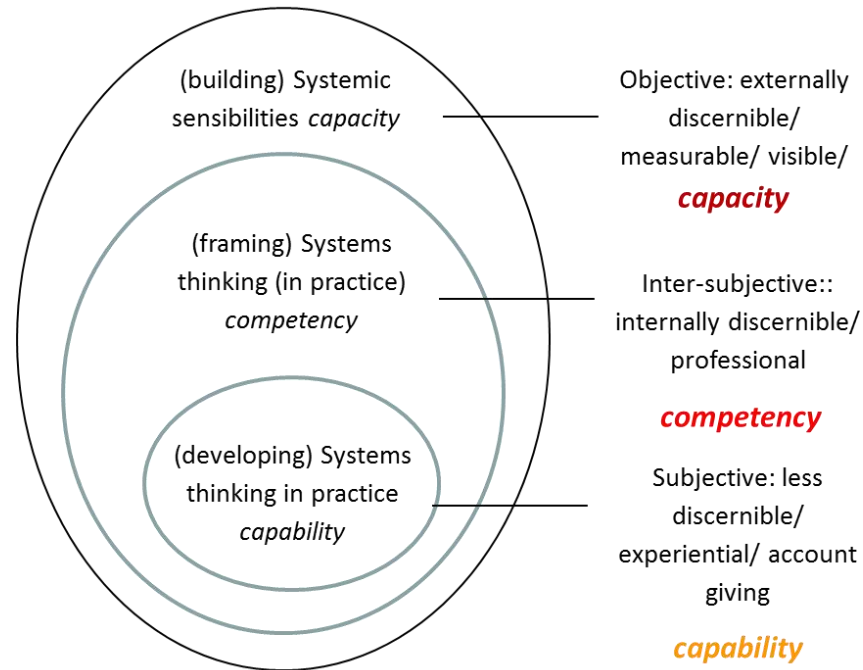 (building) Systemic
sensibilities capacity
Objective: externally
discernible/
measurable/ visible/
capacity
(framing) Systems
thinking (in practice)
competency
Inter-subjective::
internally discernible/
professional
competency
(developing) Systems
thinking in practice
capability
Subjective: less
discernible/
experiential/ account
giving
capability